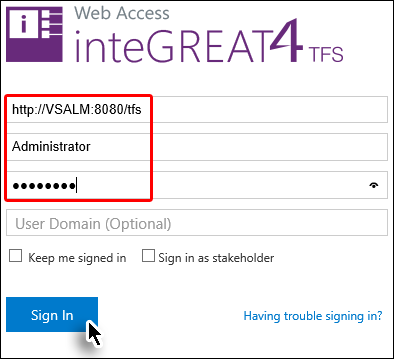 Web Access
inteGREAT4 TFS
http://VSALM:8080/tfs
Administrator
●●●●●●●●
User Domain (Optional)
Keep me signed in Sign in as stakeholder
Sign In Having trouble signing in?